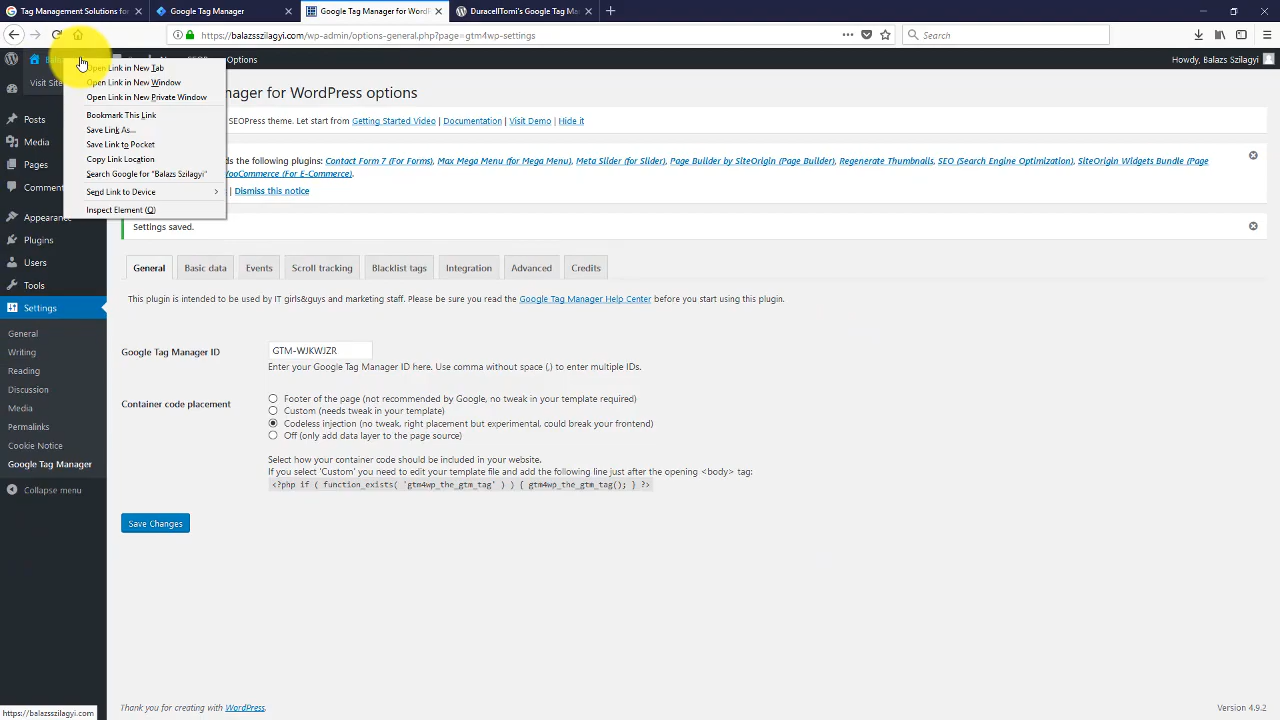 Tag Management Solutions for
Google Tag Manager
Google Tag Manager for WordP
DuracellTomi's Google Tag Ma
https://balazsszilagyi.com/wp-admin/options-general.php?page=gtm4wp-settings
Search
Options
Howdy, Balazs Szilagyi
Visit Site
Open Link in New Tab
Open Link in New Window
Open Link in New Private Window
Bookmark This Link
Save Link As...
Save Link to Pocket
Copy Link Location
Search Google for "Balazs Szilagyi"
Send Link to Device
Inspect Element (Q)
Posts
Media
Pages
Comment
Appearance
Plugins
Users
Tools
Settings
General
Writing
Reading
Discussion
Media
Permalinks
Cookie Notice
Google Tag Manager
Collapse menu
nager for WordPress options
SEOPress theme. Let start from Getting Started Video | Documentation | Visit Demo | Hide it
ds the following plugins: Contact Form 7 (For Forms), Max Mega Menu (for Mega Menu), Meta Slider (for Slider), Page Builder by SiteOrigin (Page Builder), Regenerate Thumbnails, SEO (Search Engine Optimization), SiteOrigin Widgets Bundle (Page
ooCommerce (For E-Commerce).
| Dismiss this notice
Settings saved.
General Basic data Events Scroll tracking Blacklist tags Integration Advanced Credits
This plugin is intended to be used by IT girls&guys and marketing staff. Please be sure you read the Google Tag Manager Help Center before you start using this plugin.
Google Tag Manager ID
GTM-WJKWJZR
Enter your Google Tag Manager ID here. Use comma without space (,) to enter multiple IDs.
Container code placement
Footer of the page (not recommended by Google, no tweak in your template required)
Custom (needs tweak in your template)
Codeless injection (no tweak, right placement but experimental, could break your frontend)
Off (only add data layer to the page source)
Select how your container code should be included in your website.
If you select 'Custom' you need to edit your template file and add the following line just after the opening <body> tag:
<?php if ( function_exists( 'gtm4wp_the_gtm_tag' ) ) { gtm4wp_the_gtm_tag(); } ?>
Save Changes
Thank you for creating with WordPress.
Version 4.9.2
https://balazsszilagyi.com